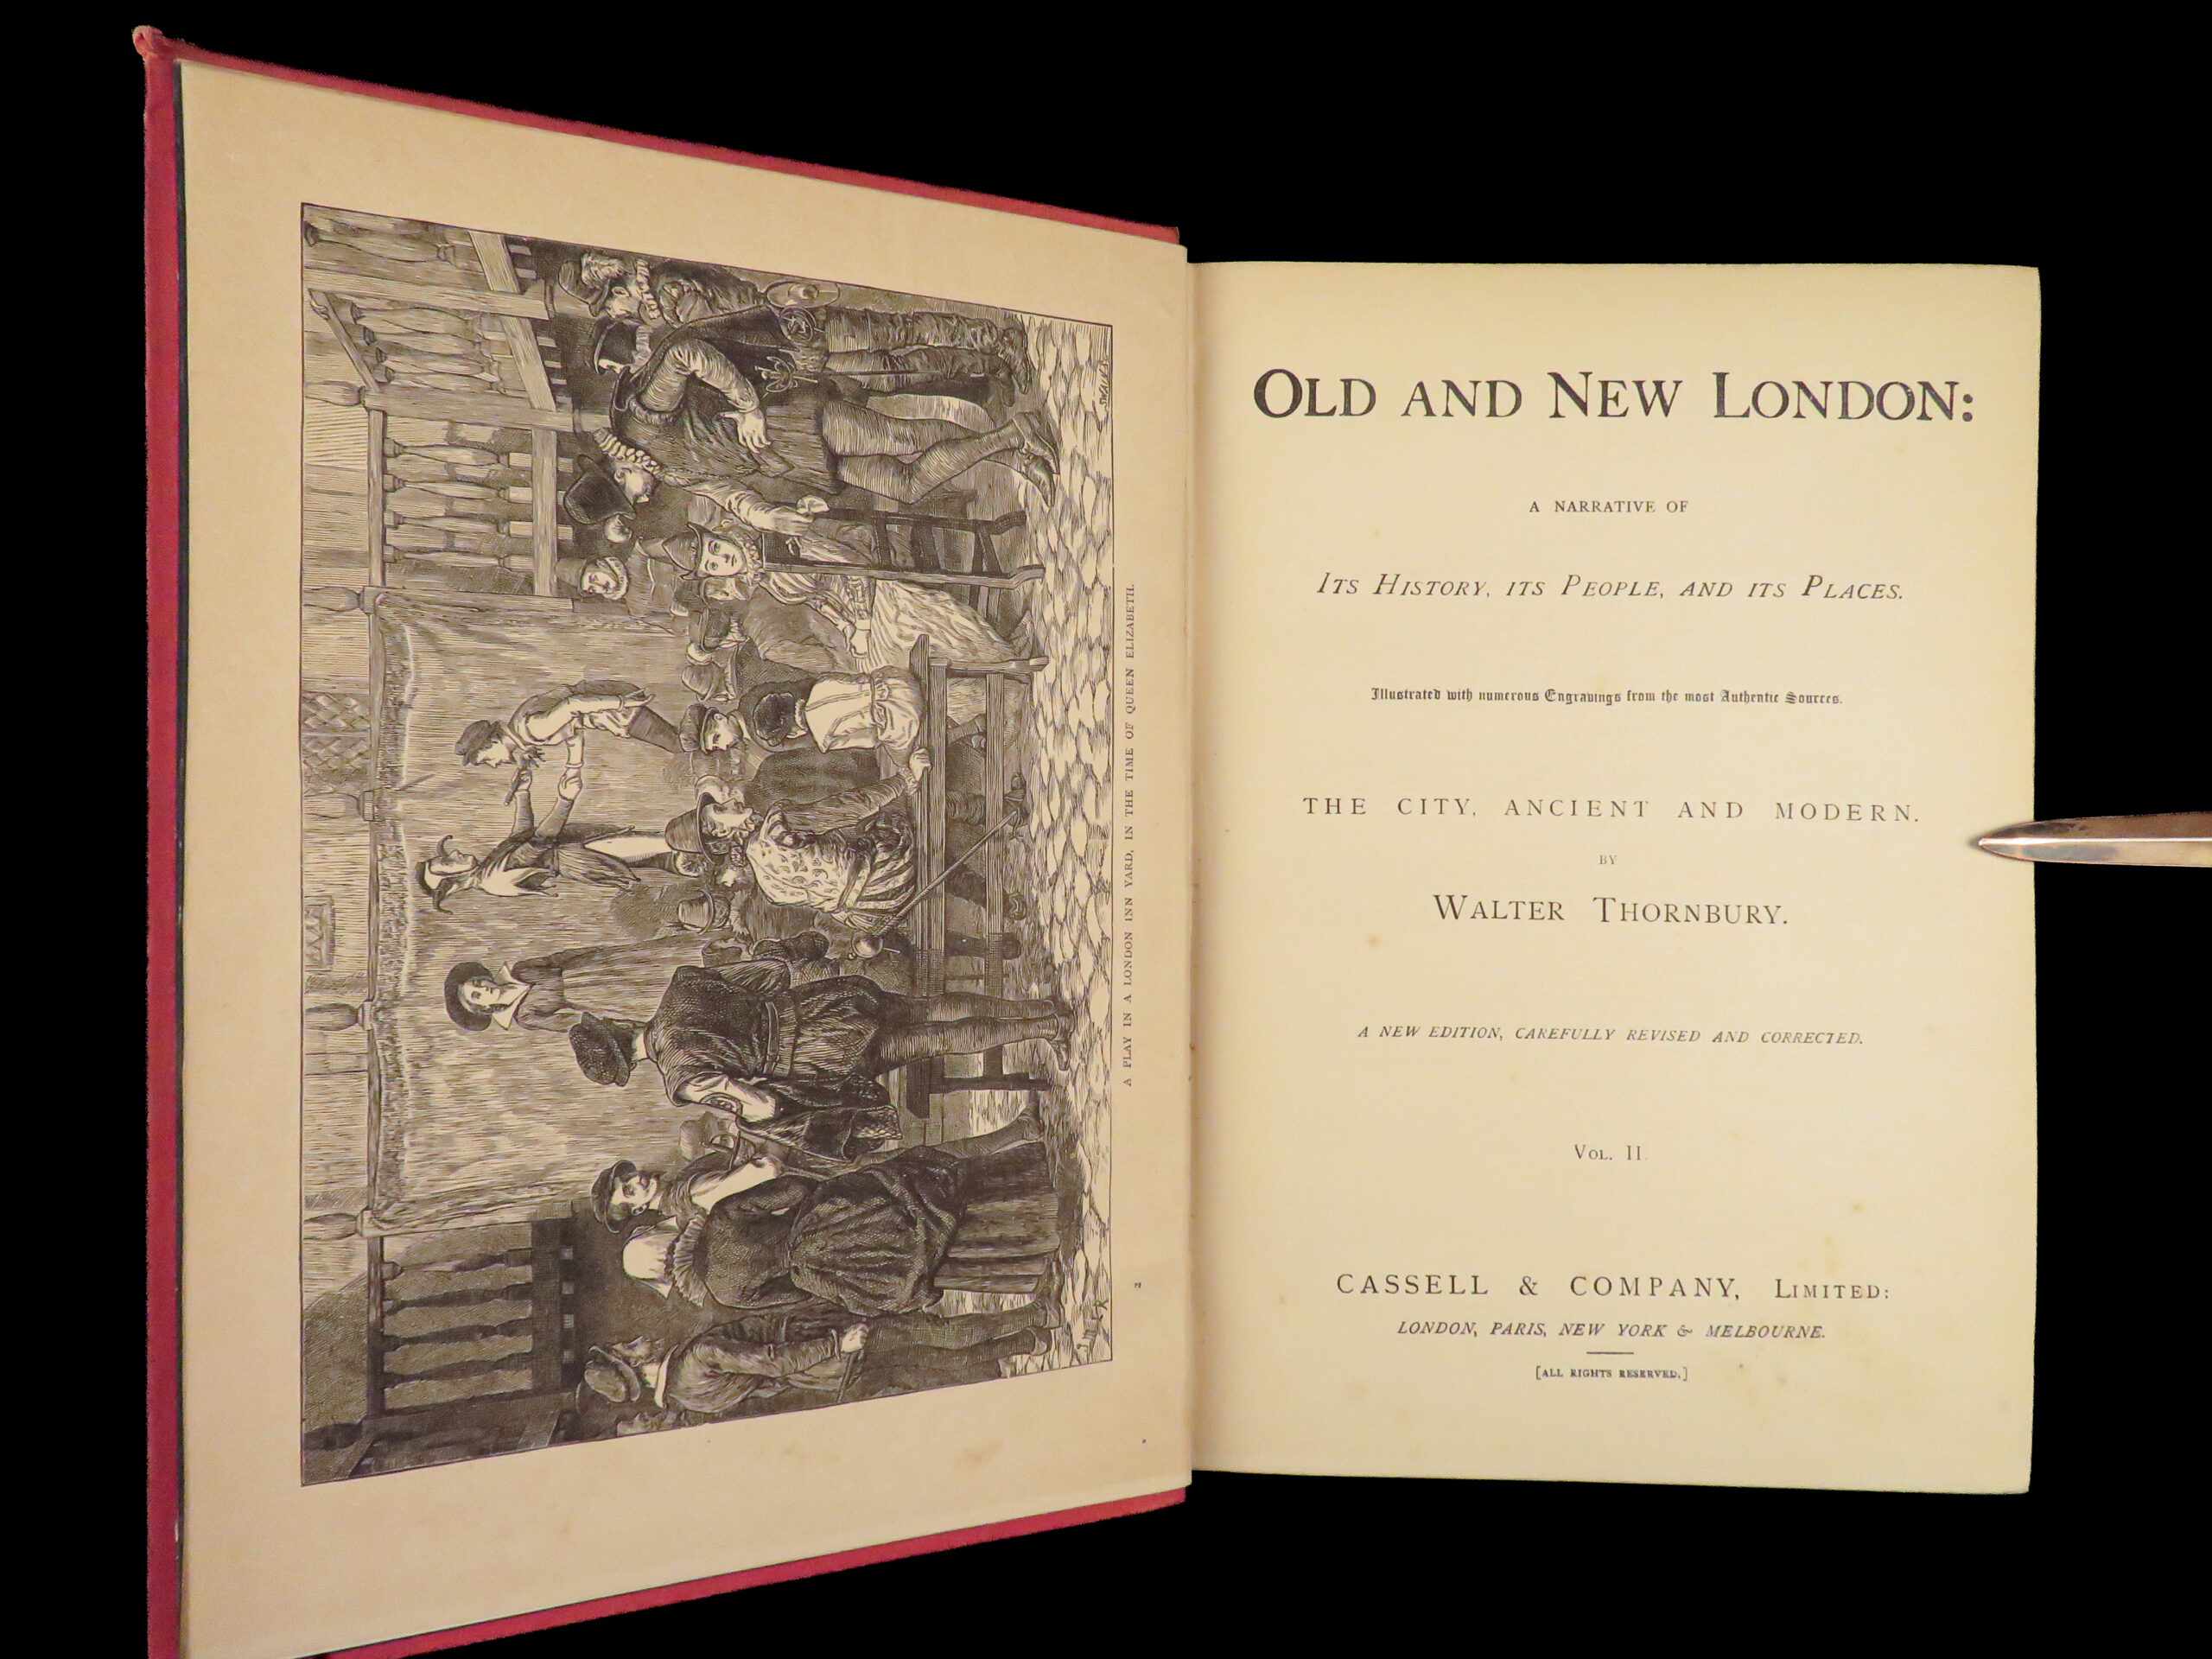 A PLAY IN A LONDON INN YARD, IN THE TIME OF QUEEN ELIZABETH.
2
OLD AND NEW LONDON:
A NARRATIVE OF
ITS HISTORY, ITS PEOPLE, AND ITS PLACES.
Illustrated with numerous Engravings from the most Authentic Sources.
THE CITY, ANCIENT AND MODERN.
BY
WALTER THORNBURY.
A NEW EDITION, CAREFULLY REVISED AND CORRECTED.
VOL. II.
CASSELL & COMPANY, LIMITED:
LONDON, PARIS, NEW YORK & MELBOURNE.
[ALL RIGHTS RESERVED.]